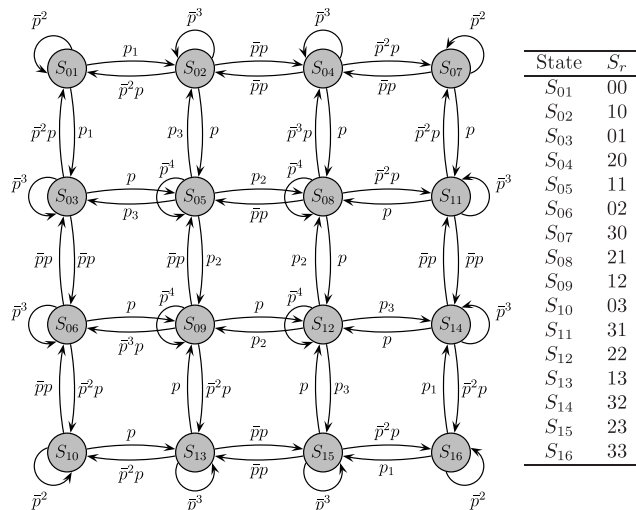 p̄² p̄³ p̄³ p̄²
p₁ p̄p p̄²p
S₀₁ S₀₂ S₀₄ S₀₇
p̄²p p̄p p̄p
p̄²p p₁ p₃ p p̄³p p p̄²p p
p̄⁴ p̄⁴
p̄³ p p₂ p̄²p p̄³
S₀₃ S₀₅ S₀₈ S₁₁
p₃ p̄p p
p̄p p̄p p̄p p₂ p₂ p p̄p p̄p
p̄⁴ p̄⁴
p̄³ p p p₃ p̄³
S₀₆ S₀₉ S₁₂ S₁₄
p̄³p p₂ p
p̄p p̄²p p p̄²p p p₃ p₁ p̄²p
p p̄p p̄²p
S₁₀ S₁₃ S₁₅ S₁₆
p̄²p p̄p p₁
p̄² p̄³ p̄³ p̄²
State Sᵣ
S₀₁ 00
S₀₂ 10
S₀₃ 01
S₀₄ 20
S₀₅ 11
S₀₆ 02
S₀₇ 30
S₀₈ 21
S₀₉ 12
S₁₀ 03
S₁₁ 31
S₁₂ 22
S₁₃ 13
S₁₄ 32
S₁₅ 23
S₁₆ 33